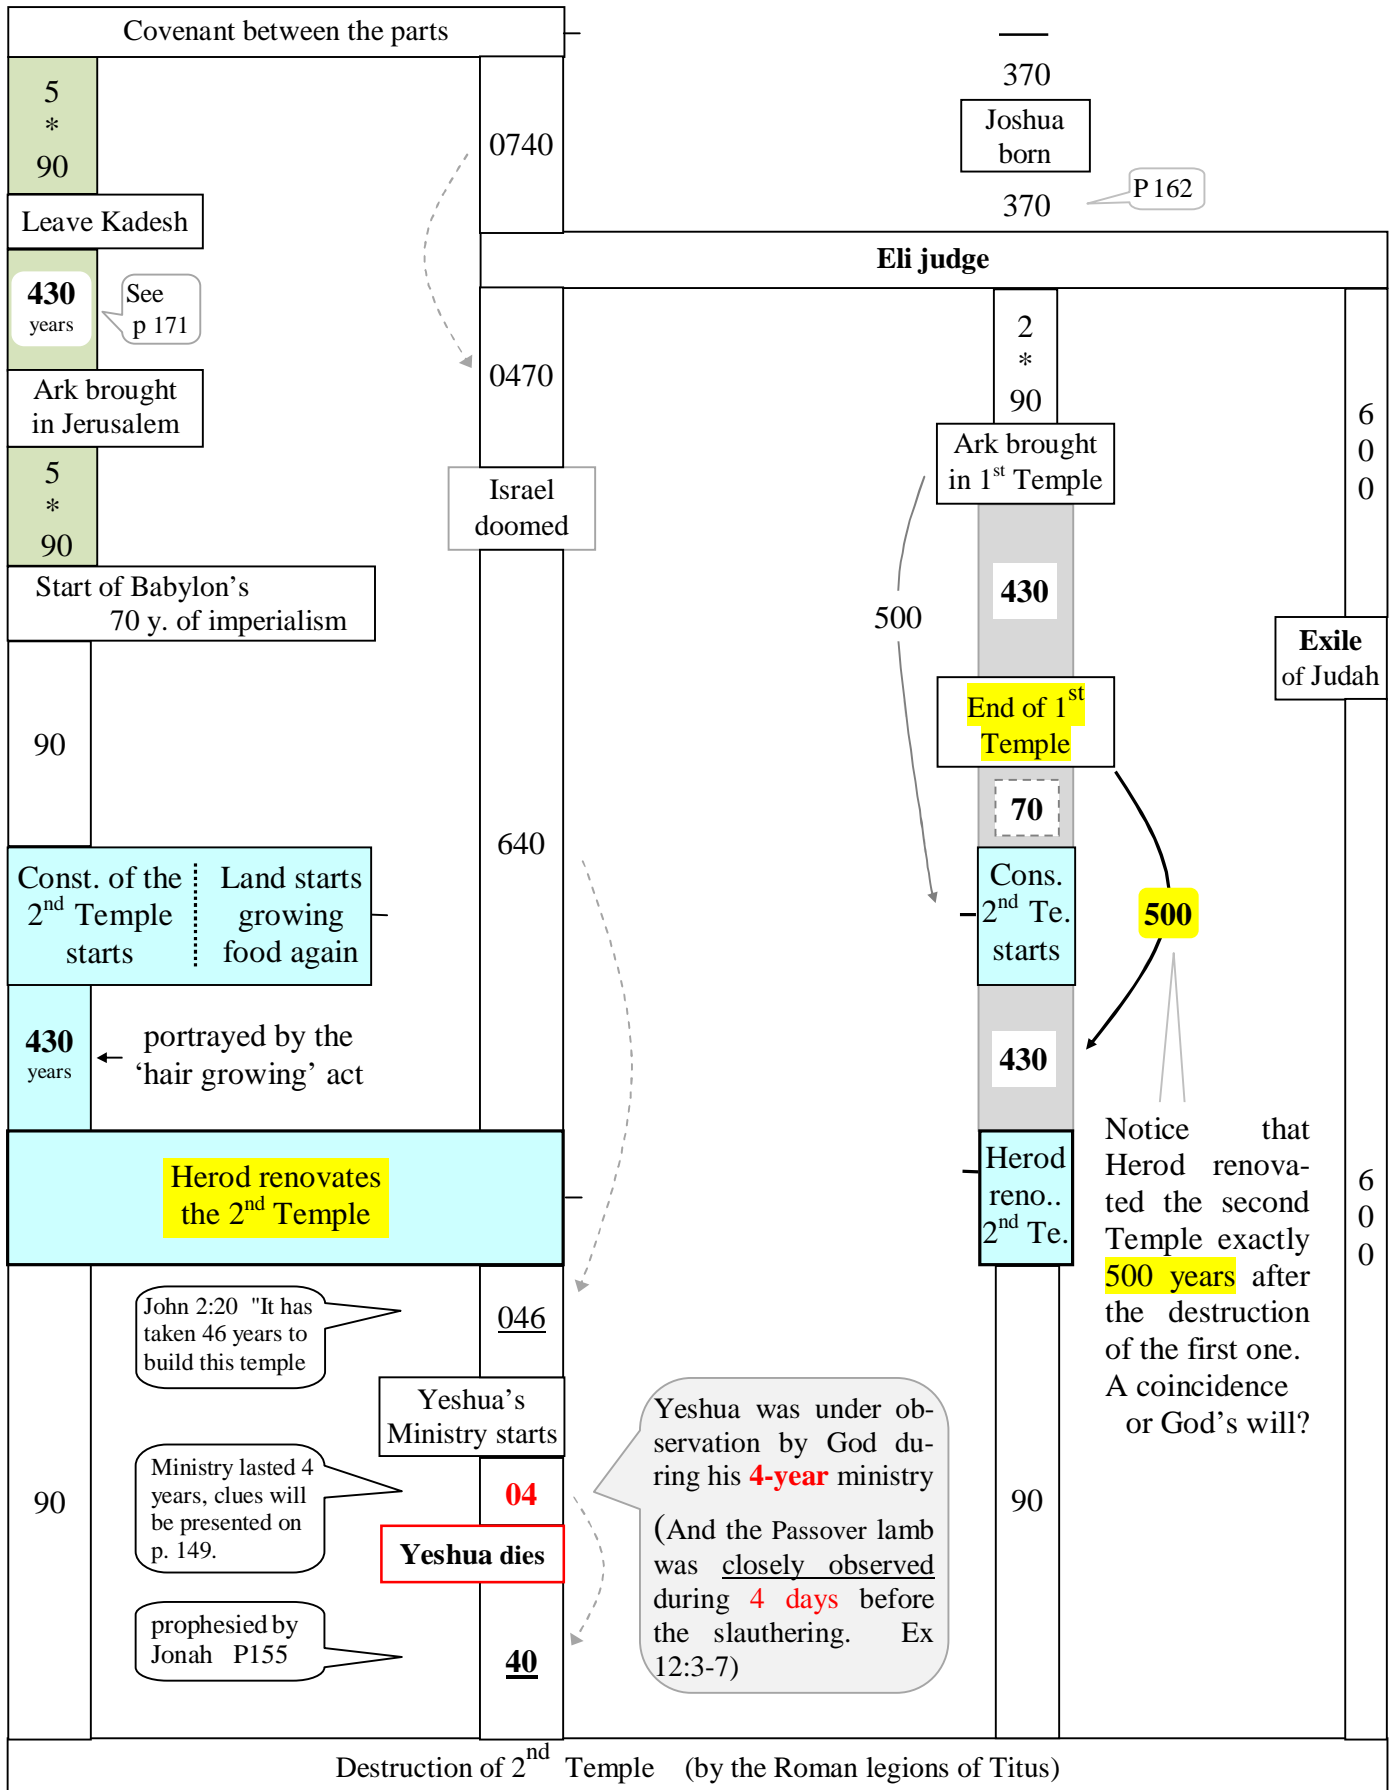 Covenant between the parts
5
*
90
Leave Kadesh
430
years
See
p 171
Ark brought
in Jerusalem
5
*
90
Start of Babylon's
70 y. of imperialism
90
Const. of the
2nd Temple
starts
Land starts
growing
food again
430
years
portrayed by the
‘hair growing’ act
Herod renovates
the 2nd Temple
90
0740
0470
Israel
doomed
640
John 2:20 "It has
taken 46 years to
build this temple
046
Yeshua’s
Ministry starts
Ministry lasted 4
years, clues will
be presented on
p. 149.
04
Yeshua dies
prophesied by
Jonah P155
40
Yeshua was under ob-
servation by God du-
ring his 4-year ministry
(And the Passover lamb
was closely observed
during 4 days before
the slauthering. Ex
12:3-7)
370
Joshua
born
370
P 162
Eli judge
2
*
90
Ark brought
in 1st Temple
500
430
End of 1st
Temple
70
Cons.
2nd Te.
starts
500
430
Herod
reno..
2nd Te.
90
Notice that
Herod renova-
ted the second
Temple exactly
500 years after
the destruction
of the first one.
A coincidence
or God’s will?
6
0
0
Exile
of Judah
6
0
0
Destruction of 2nd Temple (by the Roman legions of Titus)